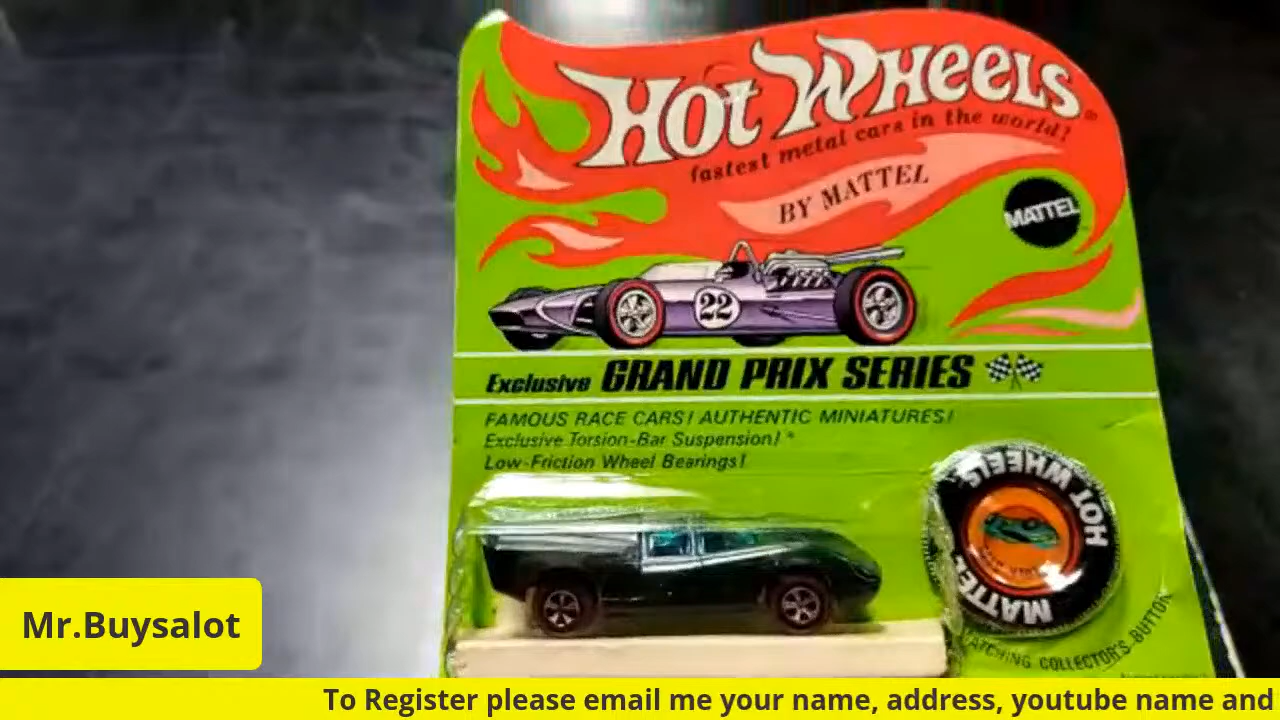 HOT WHEELS®
fastest metal cars in the world!
BY MATTEL
MATTEL
22
Exclusive GRAND PRIX SERIES
FAMOUS RACE CARS! AUTHENTIC MINIATURES!
Exclusive Torsion-Bar Suspension! *
Low-Friction Wheel Bearings!
HOT WHEELS
MATTEL
MATCHING COLLECTOR'S BUTTON
Mr.Buysalot
To Register please email me your name, address, youtube name and